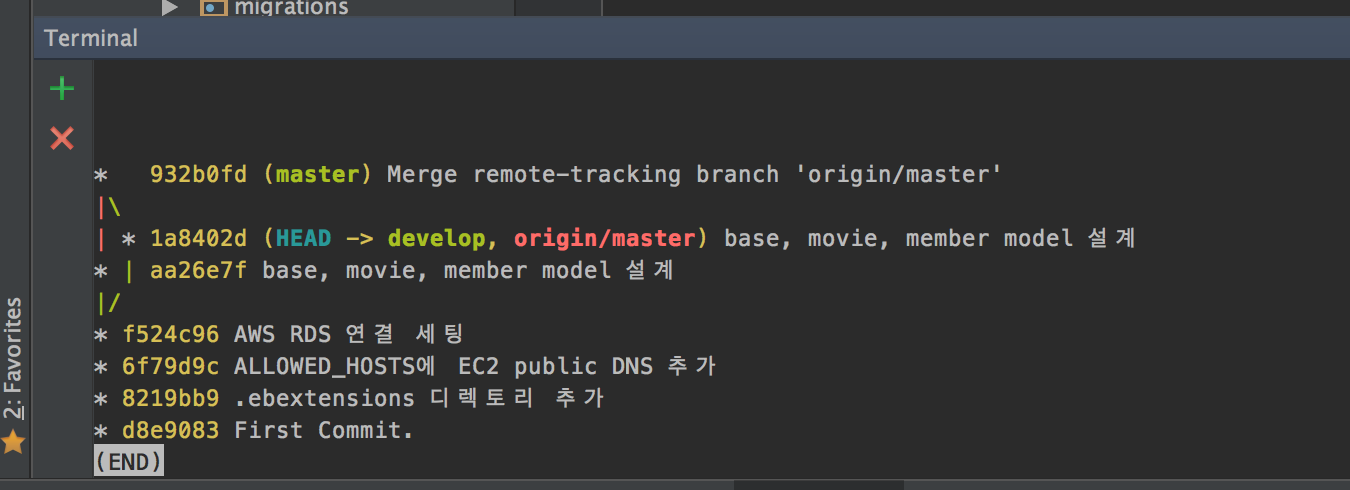 migrations
Terminal
*   932b0fd (master) Merge remote-tracking branch 'origin/master'
|\
| * 1a8402d (HEAD -> develop, origin/master) base, movie, member model 설계
* | aa26e7f base, movie, member model 설계
|/
* f524c96 AWS RDS 연결 세팅
* 6f79d9c ALLOWED_HOSTS에 EC2 public DNS 추가
* 8219bb9 .ebextensions 디렉토리 추가
* d8e9083 First Commit.
(END)
2: Favorites